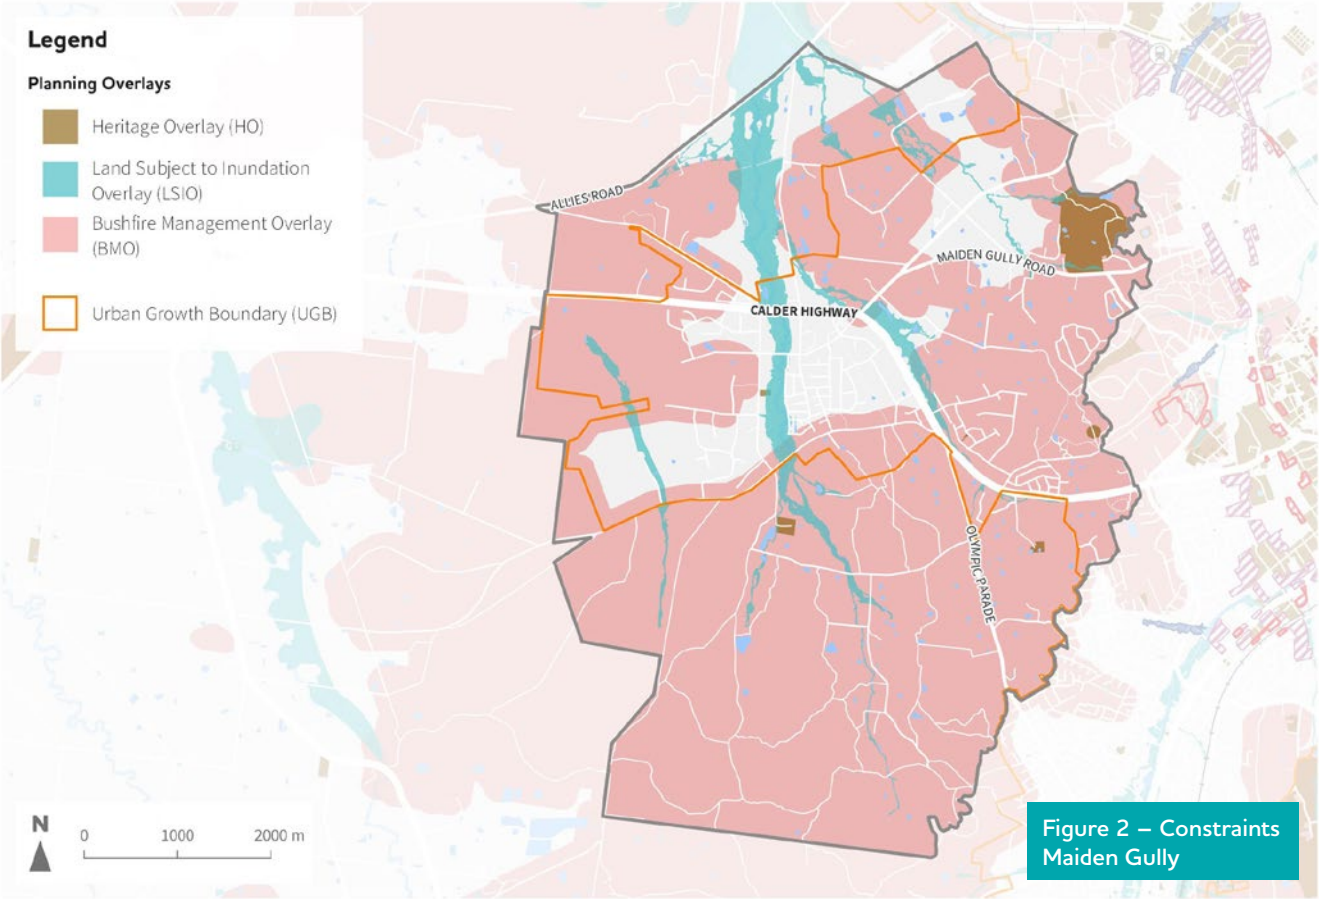 Legend
Planning Overlays
Heritage Overlay (HO)
Land Subject to Inundation
Overlay (LSIO)
Bushfire Management Overlay
(BMO)
Urban Growth Boundary (UGB)
ALLIES ROAD
MAIDEN GULLY ROAD
CALDER HIGHWAY
OLYMPIC PARADE
N
0 1000 2000 m
Figure 2 – Constraints
Maiden Gully